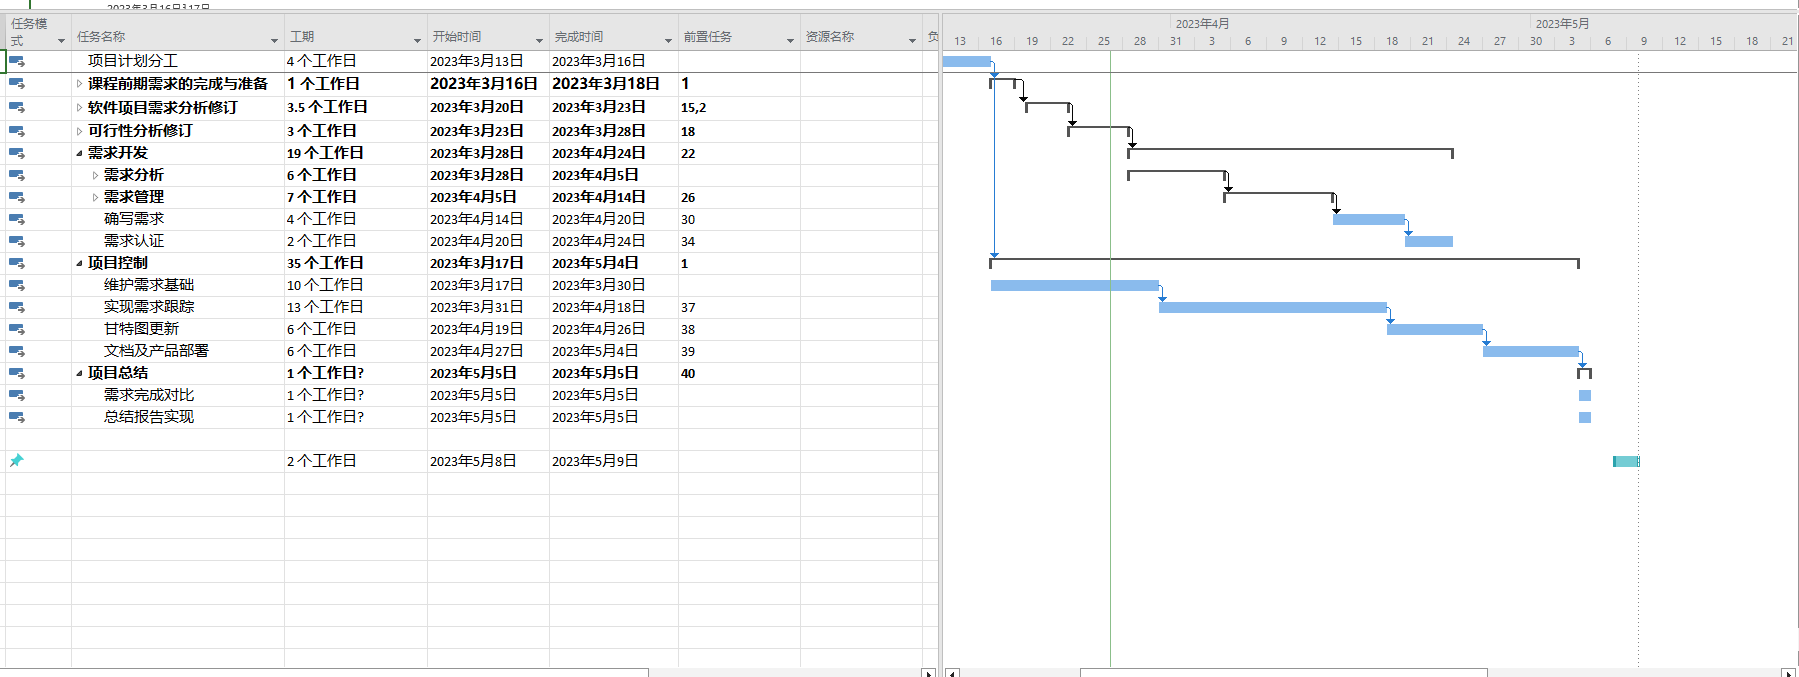 2023年3月16日 3月17日
任务模式 任务名称 工期 开始时间 完成时间 前置任务 资源名称
2023年4月 2023年5月
13 16 19 22 25 28 31 3 6 9 12 15 18 21 24 27 30 3 6 9 12 15 18 21
项目计划分工 4 个工作日 2023年3月13日 2023年3月16日
课程前期需求的完成与准备 1 个工作日 2023年3月16日 2023年3月18日 1
软件项目需求分析修订 3.5 个工作日 2023年3月20日 2023年3月23日 15,2
可行性分析修订 3 个工作日 2023年3月23日 2023年3月28日 18
需求开发 19 个工作日 2023年3月28日 2023年4月24日 22
需求分析 6 个工作日 2023年3月28日 2023年4月5日
需求管理 7 个工作日 2023年4月5日 2023年4月14日 26
确写需求 4 个工作日 2023年4月14日 2023年4月20日 30
需求认证 2 个工作日 2023年4月20日 2023年4月24日 34
项目控制 35 个工作日 2023年3月17日 2023年5月4日 1
维护需求基础 10 个工作日 2023年3月17日 2023年3月30日
实现需求跟踪 13 个工作日 2023年3月31日 2023年4月18日 37
甘特图更新 6 个工作日 2023年4月19日 2023年4月26日 38
文档及产品部署 6 个工作日 2023年4月27日 2023年5月4日 39
项目总结 1 个工作日? 2023年5月5日 2023年5月5日 40
需求完成对比 1 个工作日? 2023年5月5日 2023年5月5日
总结报告实现 1 个工作日? 2023年5月5日 2023年5月5日
2 个工作日 2023年5月8日 2023年5月9日